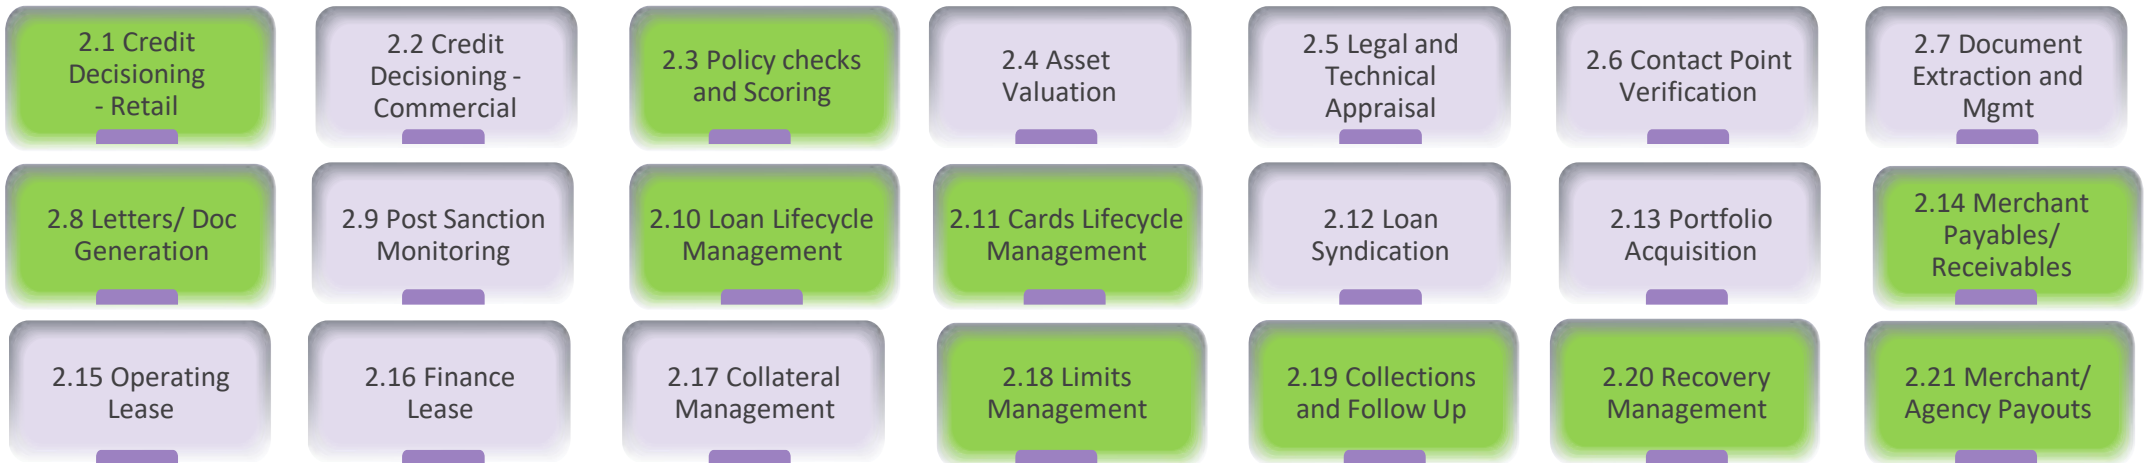 2.1 Credit
Decisioning
- Retail
2.2 Credit
Decisioning -
Commercial
2.3 Policy checks
and Scoring
2.4 Asset
Valuation
2.5 Legal and
Technical
Appraisal
2.6 Contact Point
Verification
2.7 Document
Extraction and
Mgmt
2.8 Letters/ Doc
Generation
2.9 Post Sanction
Monitoring
2.10 Loan Lifecycle
Management
2.11 Cards Lifecycle
Management
2.12 Loan
Syndication
2.13 Portfolio
Acquisition
2.14 Merchant
Payables/
Receivables
2.15 Operating
Lease
2.16 Finance
Lease
2.17 Collateral
Management
2.18 Limits
Management
2.19 Collections
and Follow Up
2.20 Recovery
Management
2.21 Merchant/
Agency Payouts